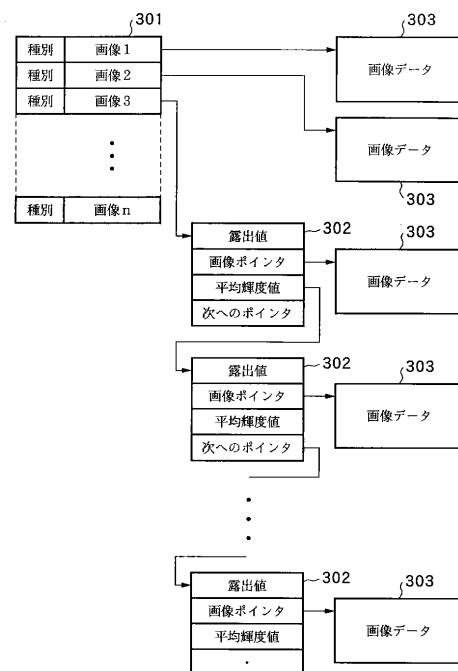 301
303
種別 画像1
画像データ
種別 画像2
種別 画像3
画像データ
303
種別 画像n
302
303
露出値
画像ポインタ
画像データ
平均輝度値
次へのポインタ
302
303
露出値
画像ポインタ
画像データ
平均輝度値
次へのポインタ
302
303
露出値
画像ポインタ
画像データ
平均輝度値